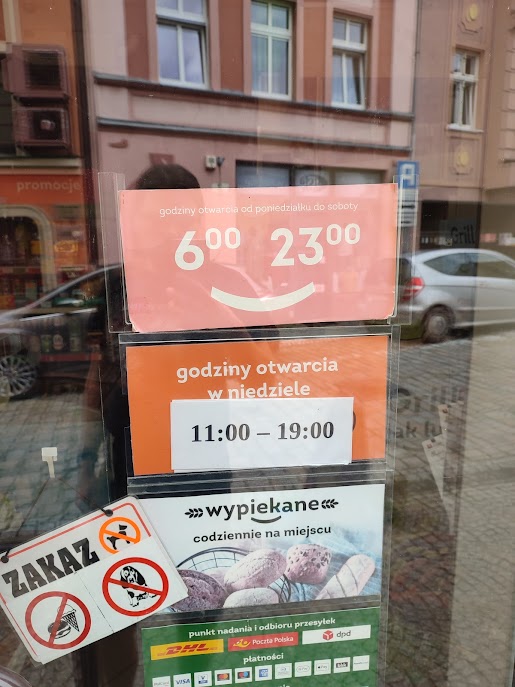 promocje
godziny otwarcia od poniedziałku do soboty
6⁰⁰ 23⁰⁰
godziny otwarcia
w niedziele
11:00 – 19:00
wypiekane
codziennie na miejscu
ZAKAZ
punkt nadania i odbioru przesyłek
DHL Poczta Polska dpd
płatności
VISA